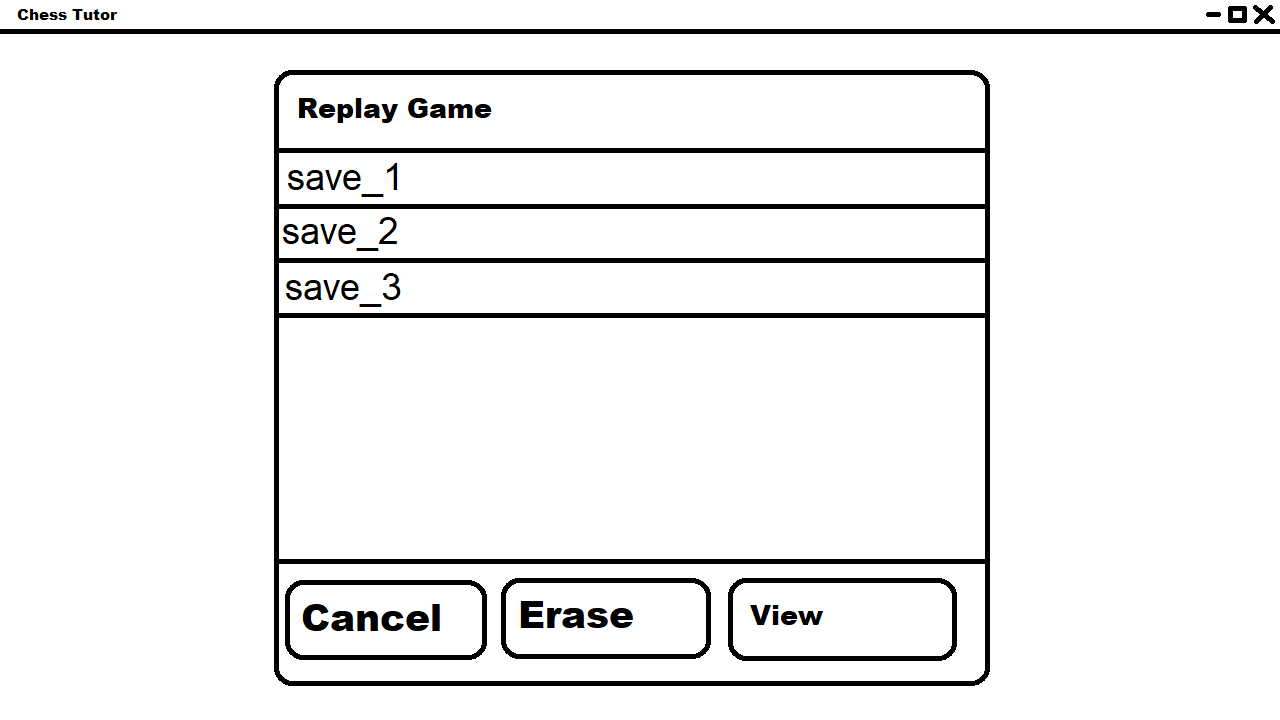 Chess Tutor
Replay Game
save_1
save_2
save_3
Cancel Erase View